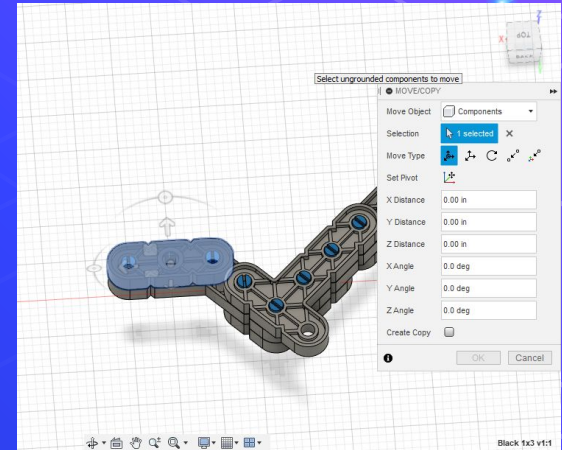 X
Z
TOP
BACK
Select ungrounded components to move
MOVE/COPY
Move Object Components
Selection 1 selected
Move Type
Set Pivot
X Distance 0.00 in
Y Distance 0.00 in
Z Distance 0.00 in
X Angle 0.0 deg
Y Angle 0.0 deg
Z Angle 0.0 deg
Create Copy
OK Cancel
Black 1x3 v1:1